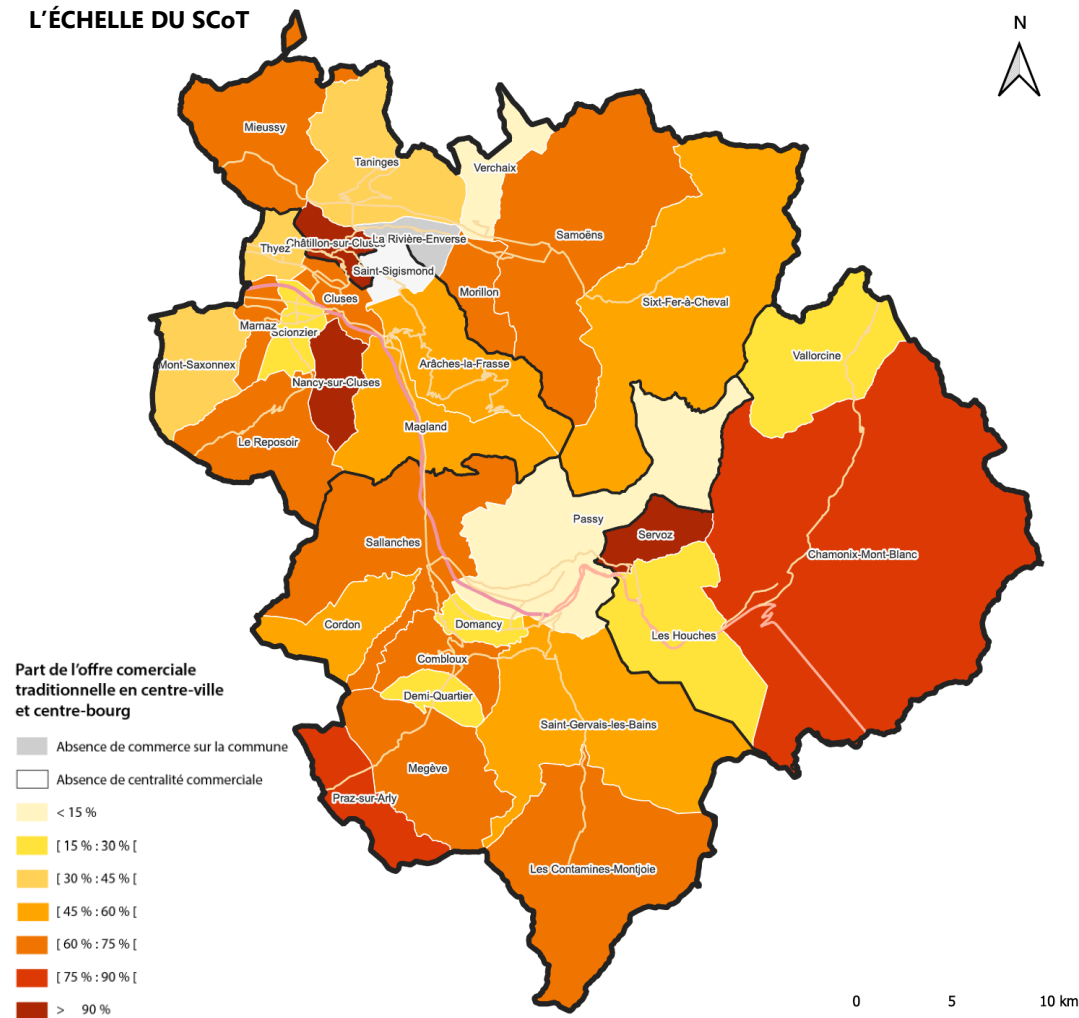 L'ÉCHELLE DU SCoT
N
Mieussy
Taninges
Verchaix
Samoëns
Thyez
Châtillon-sur-Cluses
La Rivière-Enverse
Saint-Sigismond
Morillon
Sixt-Fer-à-Cheval
Cluses
Marnaz
Scionzier
Vallorcine
Mont-Saxonnex
Arâches-la-Frasse
Nancy-sur-Cluses
Magland
Le Reposoir
Passy
Servoz
Sallanches
Chamonix-Mont-Blanc
Cordon
Domancy
Les Houches
Combloux
Demi-Quartier
Saint-Gervais-les-Bains
Megève
Praz-sur-Arly
Les Contamines-Montjoie
Part de l'offre comerciale
traditionnelle en centre-ville
et centre-bourg
Absence de commerce sur la commune
Absence de centralité commerciale
< 15 %
[ 15 % : 30 % [
[ 30 % : 45 % [
[ 45 % : 60 % [
[ 60 % : 75 % [
[ 75 % : 90 % [
> 90 %
0 5 10 km